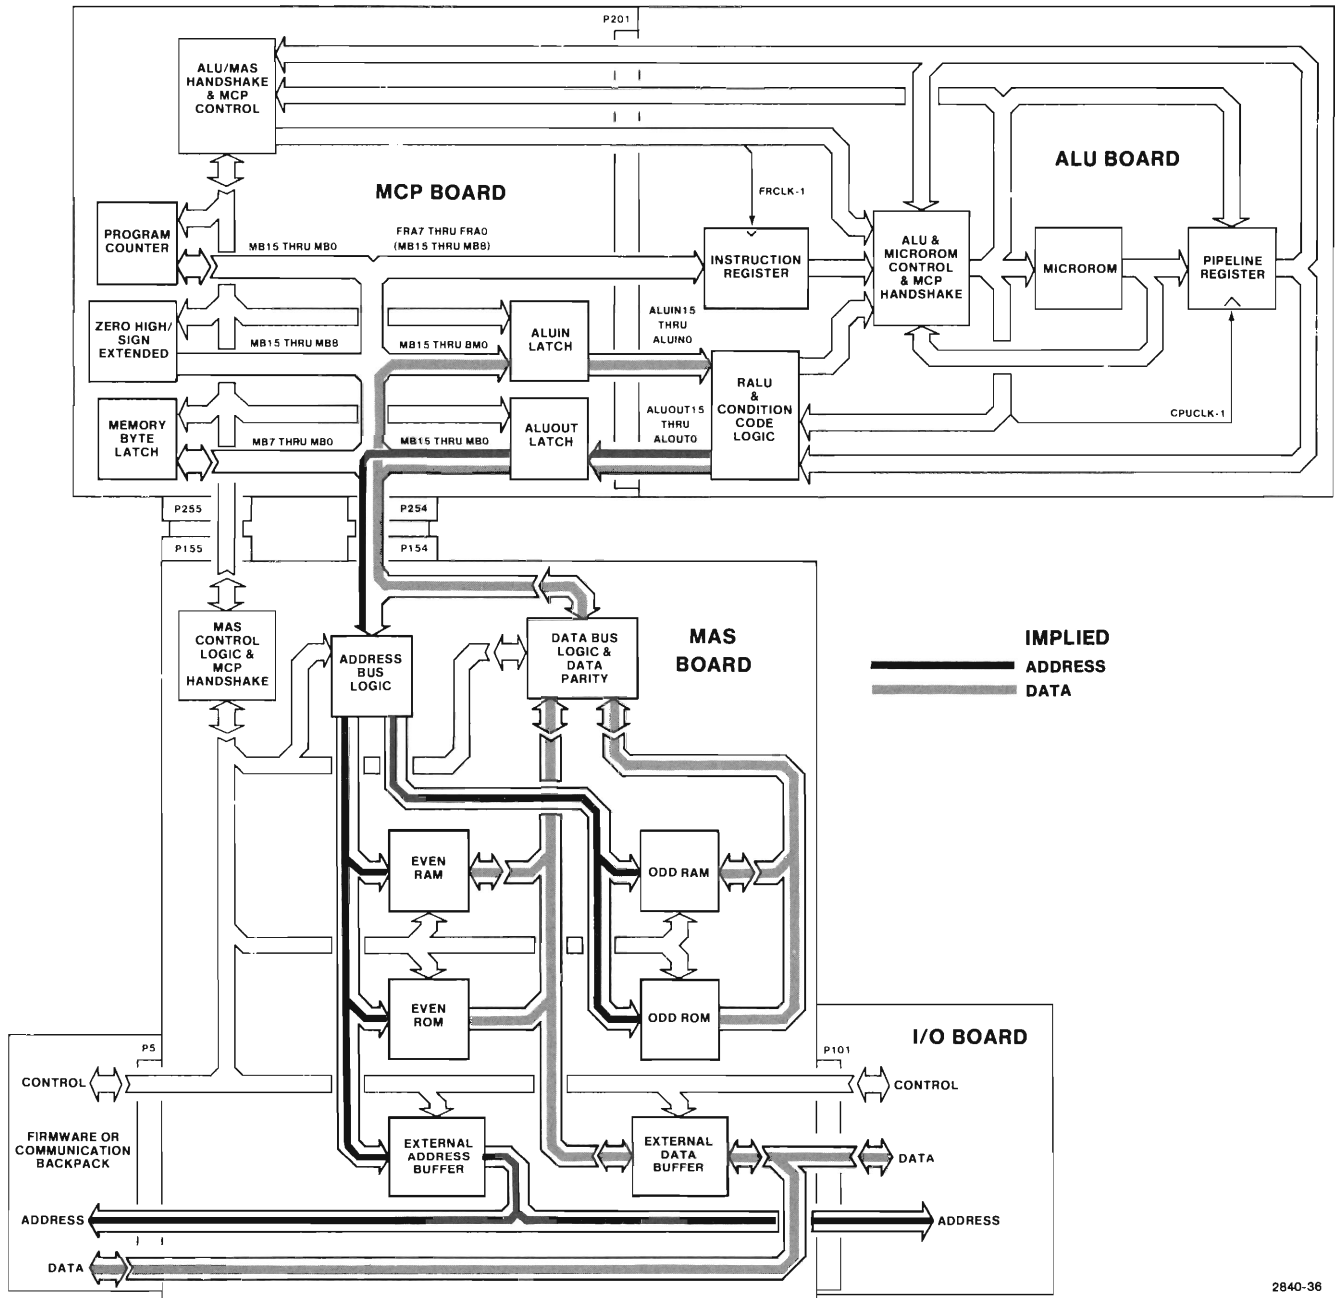 P201
ALU/MAS
HANDSHAKE
& MCP
CONTROL
MCP BOARD
ALU BOARD
FRCLK-1
PROGRAM
COUNTER
MB15 THRU MB0
FRA7 THRU FRA0
(MB15 THRU MB8)
INSTRUCTION
REGISTER
ALU &
MICROROM
CONTROL
& MCP
HANDSHAKE
MICROROM
PIPELINE
REGISTER
ZERO HIGH/
SIGN
EXTENDED
MB15 THRU MB8
MB15 THRU BM0
ALUIN
LATCH
ALUIN15
THRU
ALUIN0
RALU
&
CONDITION
CODE
LOGIC
CPUCLK-1
MEMORY
BYTE
LATCH
MB7 THRU MB0
MB15 THRU MB0
ALUOUT
LATCH
ALUOUT15
THRU
ALOUT0
P255
P254
P155
P154
MAS
CONTROL
LOGIC &
MCP
HANDSHAKE
ADDRESS
BUS
LOGIC
DATA BUS
LOGIC &
DATA
PARITY
MAS
BOARD
IMPLIED
ADDRESS
DATA
EVEN
RAM
ODD RAM
EVEN
ROM
ODD ROM
I/O BOARD
P5
P101
CONTROL
CONTROL
FIRMWARE OR
COMMUNICATION
BACKPACK
EXTERNAL
ADDRESS
BUFFER
EXTERNAL
DATA
BUFFER
DATA
ADDRESS
ADDRESS
DATA
2840-36